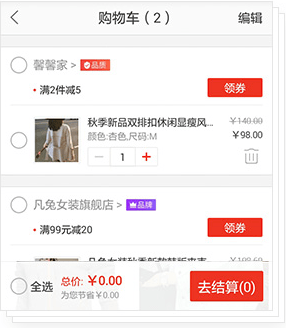 购物车（2）
编辑
馨馨家 >
品质
满2件减5
领券
秋季新品双排扣休闲显瘦风...
¥140.00
颜色:杏色,尺码:M
¥98.00
1
凡兔女装旗舰店 >
品牌
满99元减20
领券
全选
总价: ¥0.00
为您节省¥0.00
去结算(0)